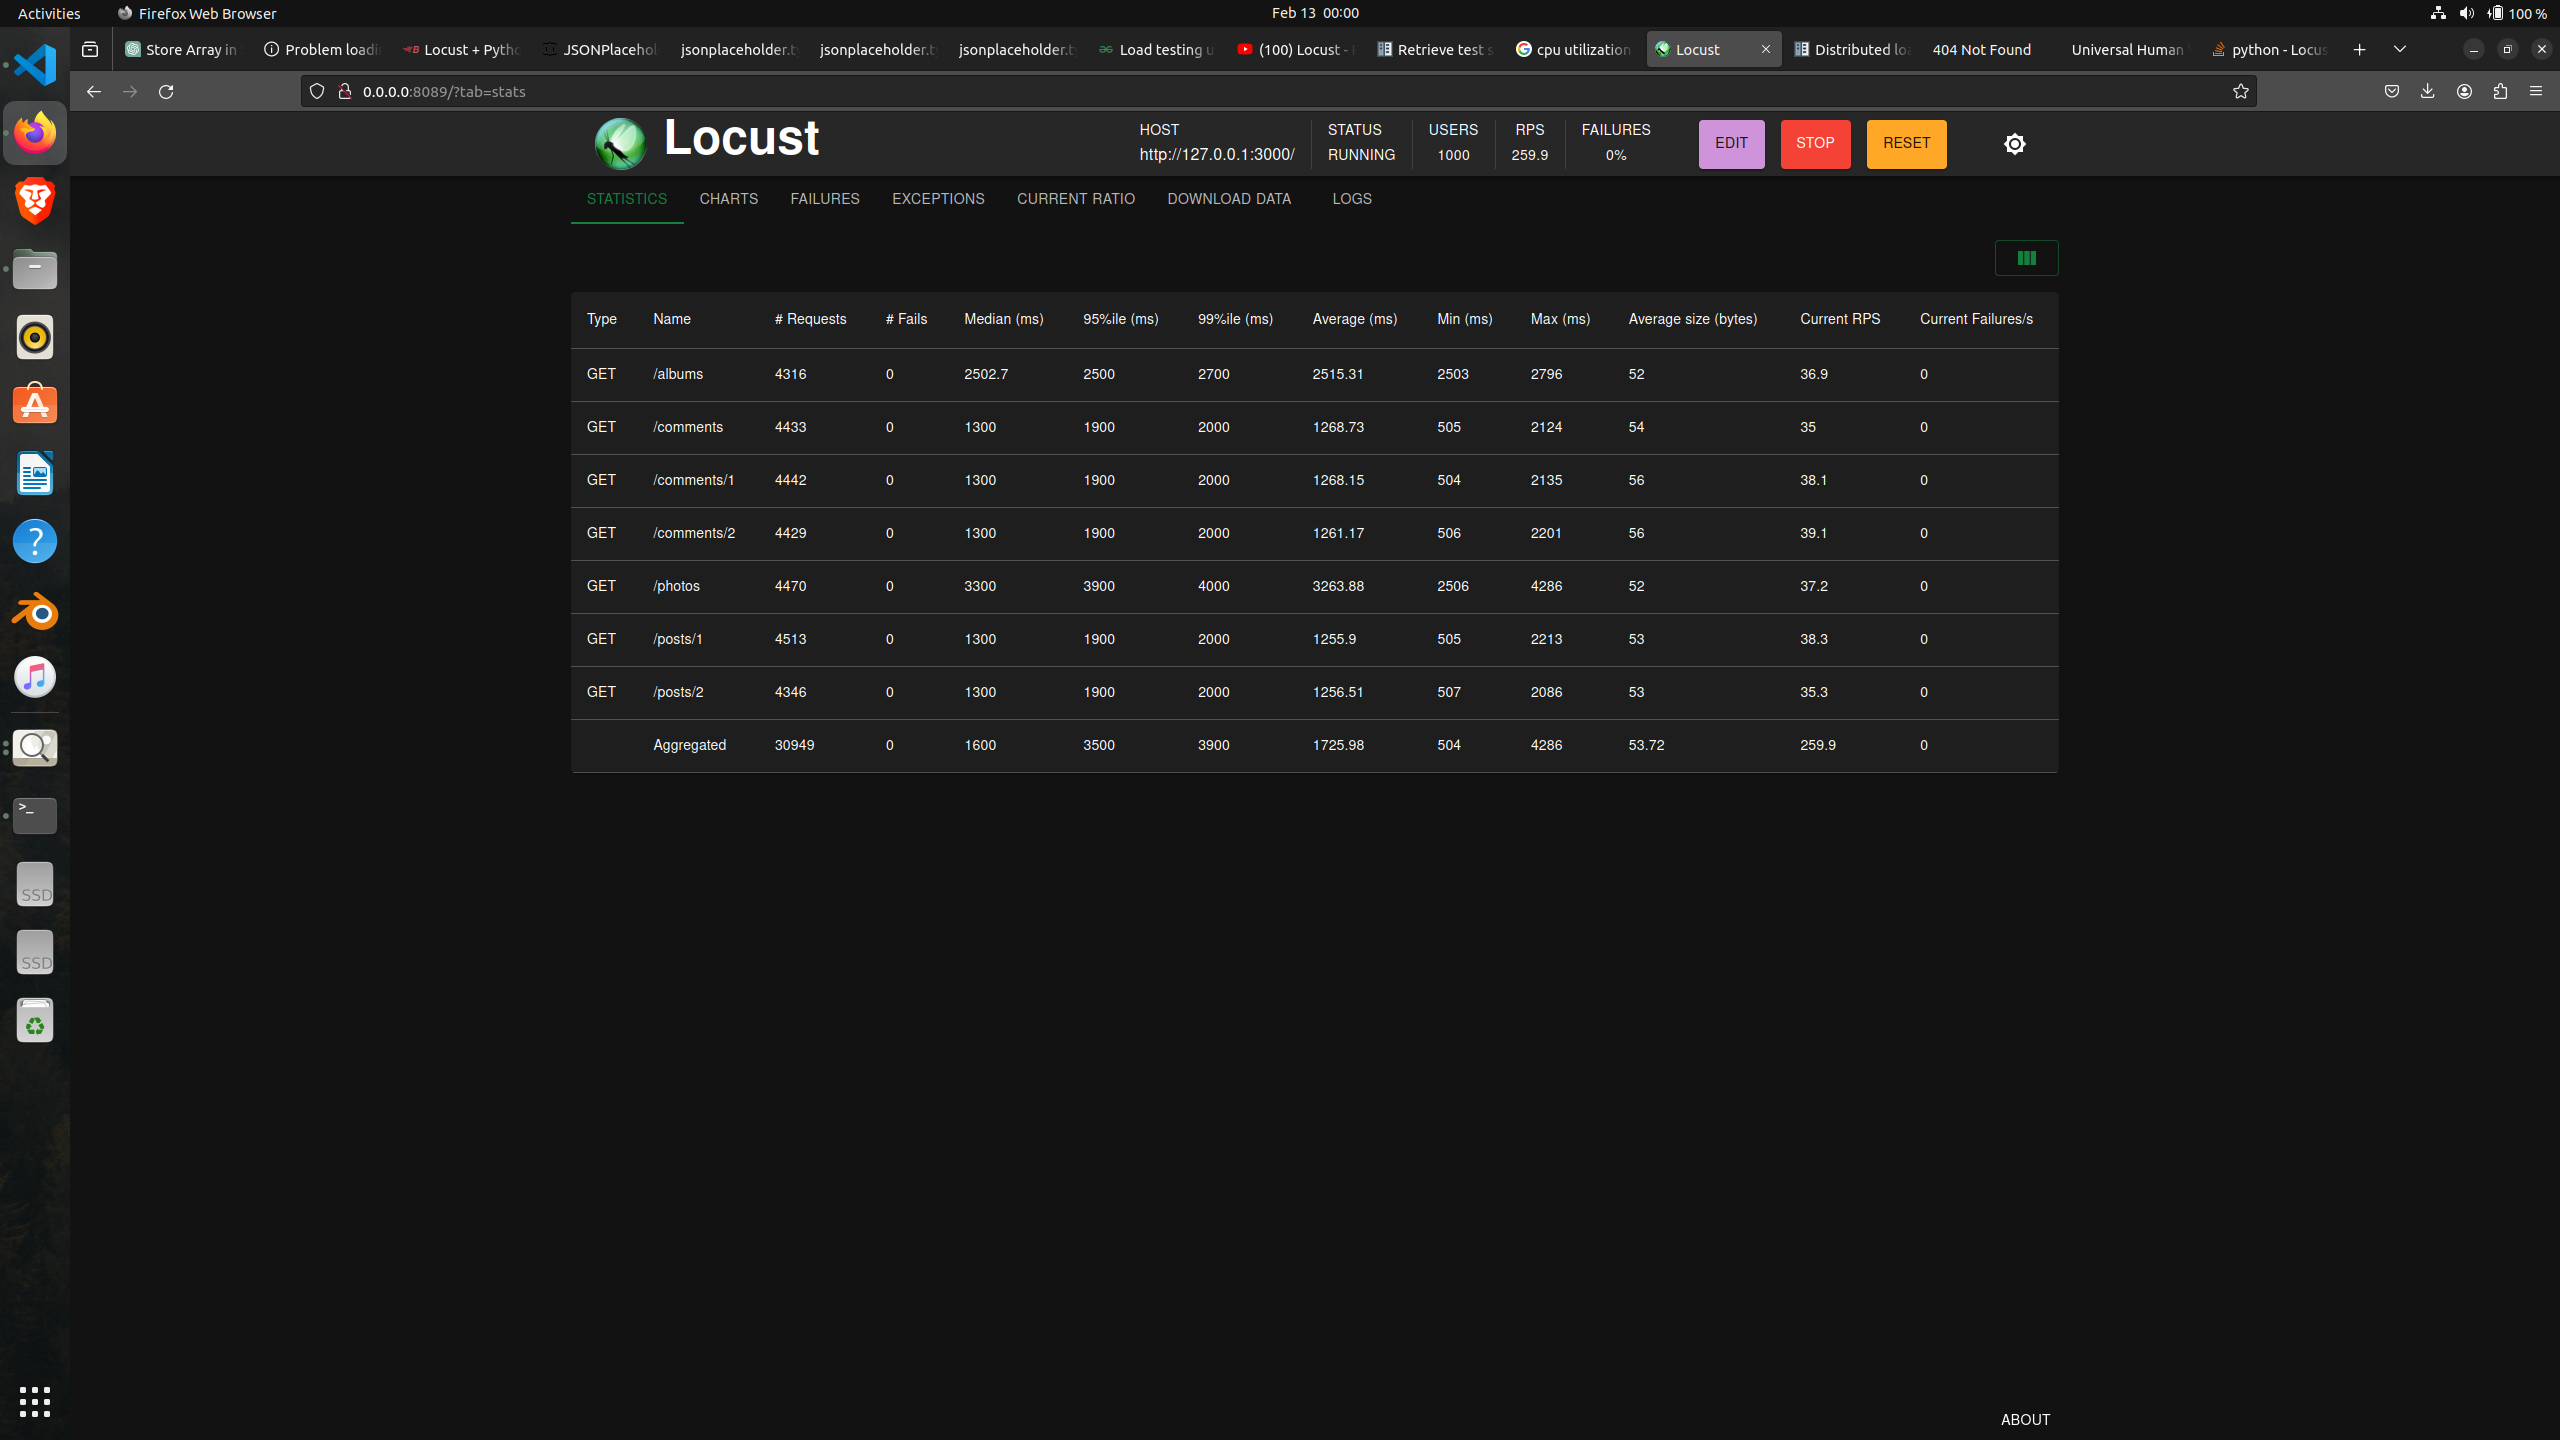 Activities Firefox Web Browser Feb 13 00:00 100 %
Store Array in Problem loadi Locust + Pytho JSONPlacehol jsonplaceholder.ty jsonplaceholder.ty jsonplaceholder.ty Load testing u (100) Locust - Retrieve test s cpu utilization Locust Distributed loa 404 Not Found Universal Human python - Locus
0.0.0.0:8089/?tab=stats
Locust
HOST STATUS USERS RPS FAILURES
http://127.0.0.1:3000/ RUNNING 1000 259.9 0%
EDIT STOP RESET
STATISTICS CHARTS FAILURES EXCEPTIONS CURRENT RATIO DOWNLOAD DATA LOGS
Type Name # Requests # Fails Median (ms) 95%ile (ms) 99%ile (ms) Average (ms) Min (ms) Max (ms) Average size (bytes) Current RPS Current Failures/s
GET /albums 4316 0 2502.7 2500 2700 2515.31 2503 2796 52 36.9 0
GET /comments 4433 0 1300 1900 2000 1268.73 505 2124 54 35 0
GET /comments/1 4442 0 1300 1900 2000 1268.15 504 2135 56 38.1 0
GET /comments/2 4429 0 1300 1900 2000 1261.17 506 2201 56 39.1 0
GET /photos 4470 0 3300 3900 4000 3263.88 2506 4286 52 37.2 0
GET /posts/1 4513 0 1300 1900 2000 1255.9 505 2213 53 38.3 0
GET /posts/2 4346 0 1300 1900 2000 1256.51 507 2086 53 35.3 0
Aggregated 30949 0 1600 3500 3900 1725.98 504 4286 53.72 259.9 0
SSD
SSD
ABOUT